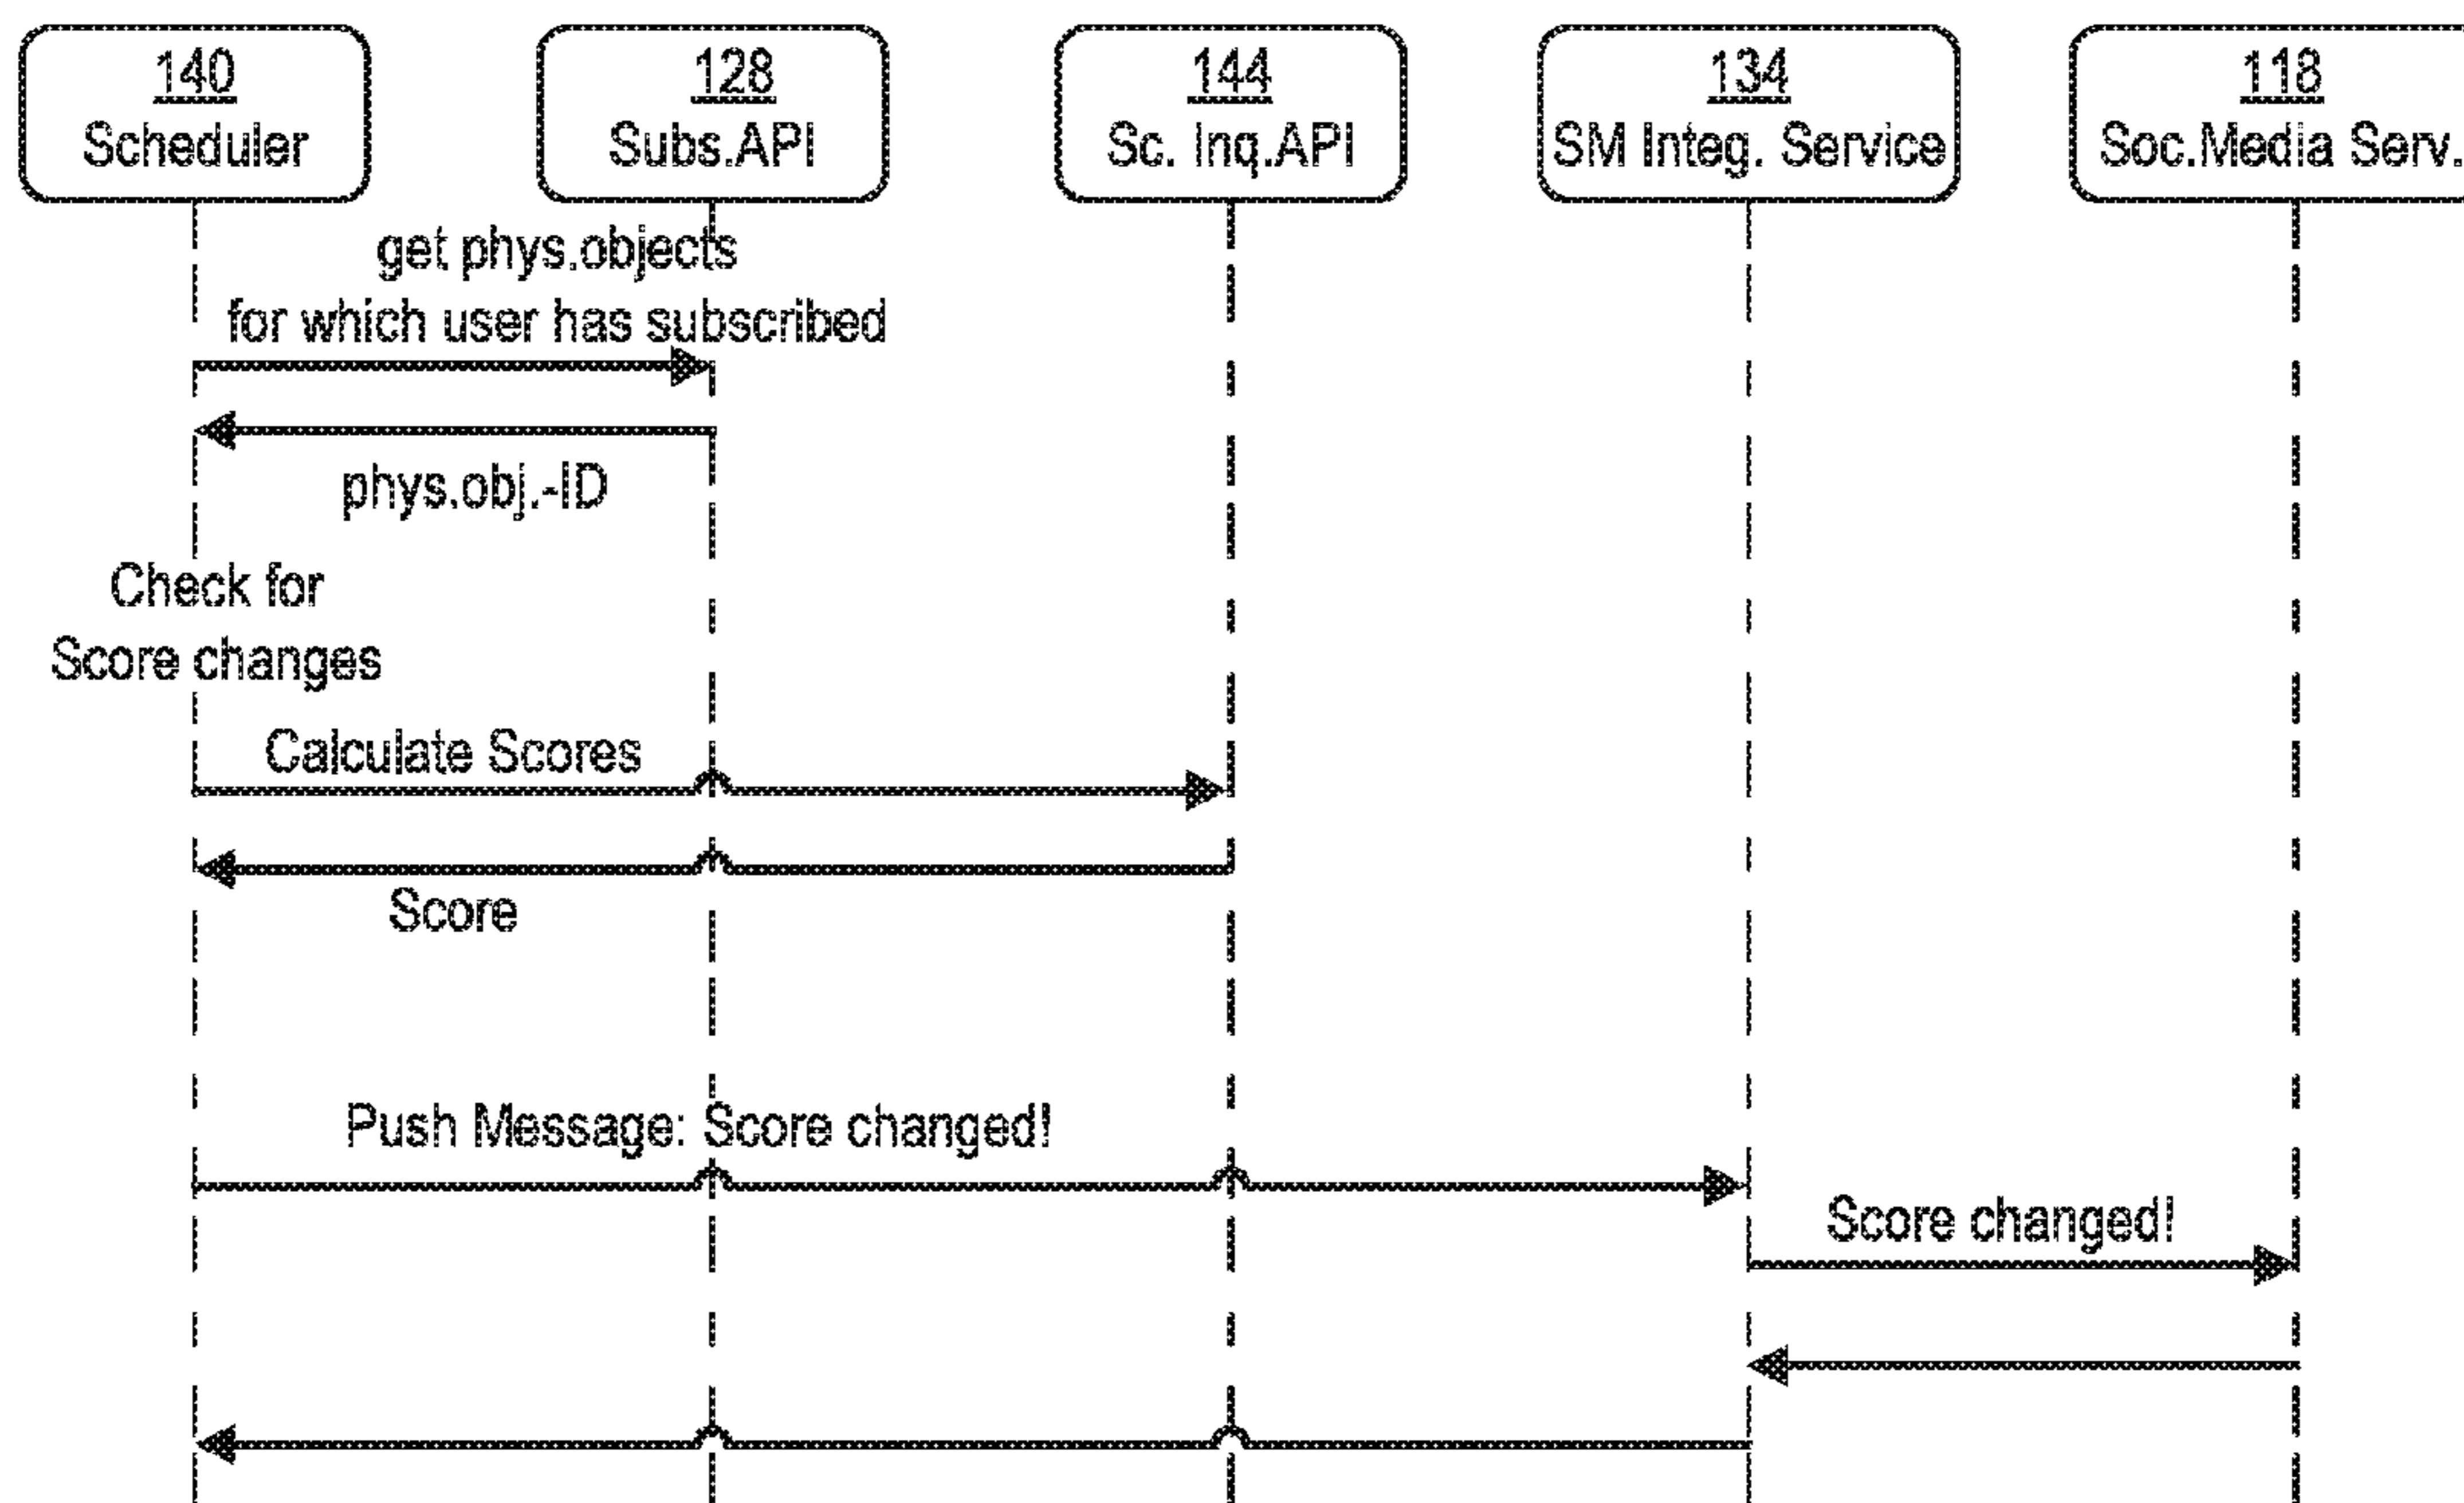 140
Scheduler
128
Subs.API
144
Sc. Inq.API
134
SM Integ. Service
118
Soc.Media Serv.
get phys.objects
for which user has subscribed
phys.obj.-ID
Check for
Score changes
Calculate Scores
Score
Push Message: Score changed!
Score changed!